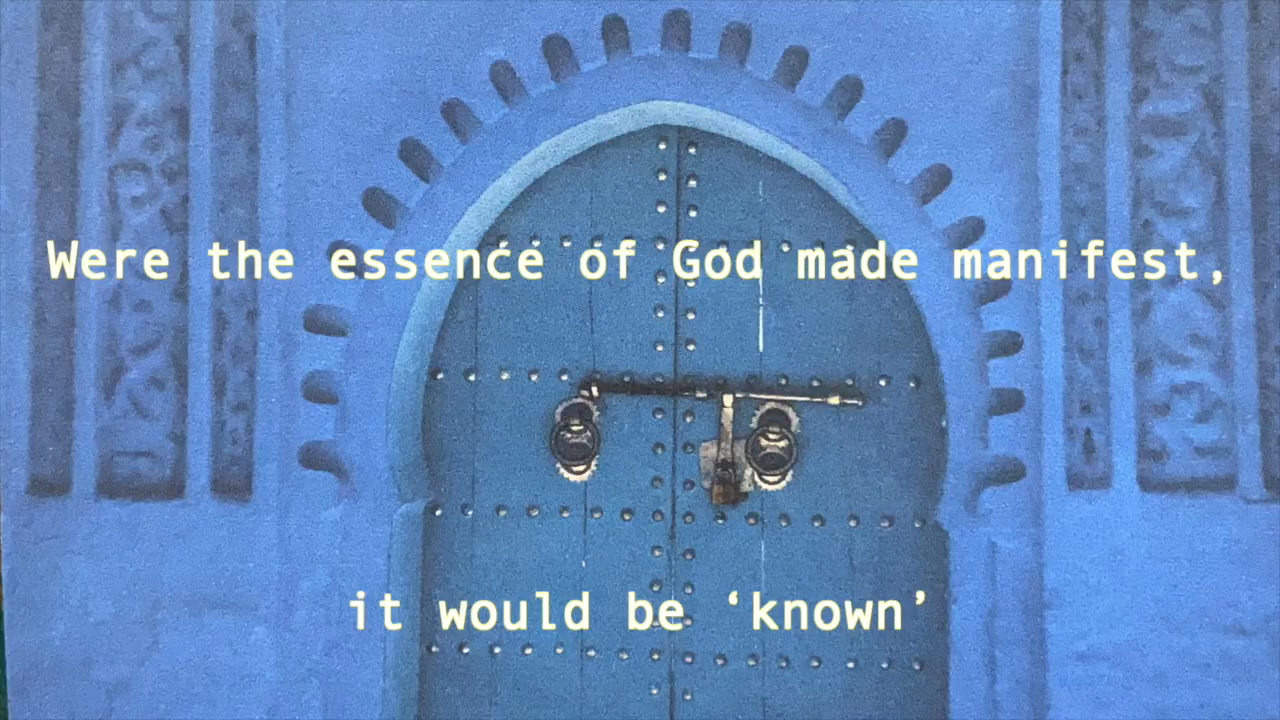 Were the essence of God made manifest,
it would be ‘known’